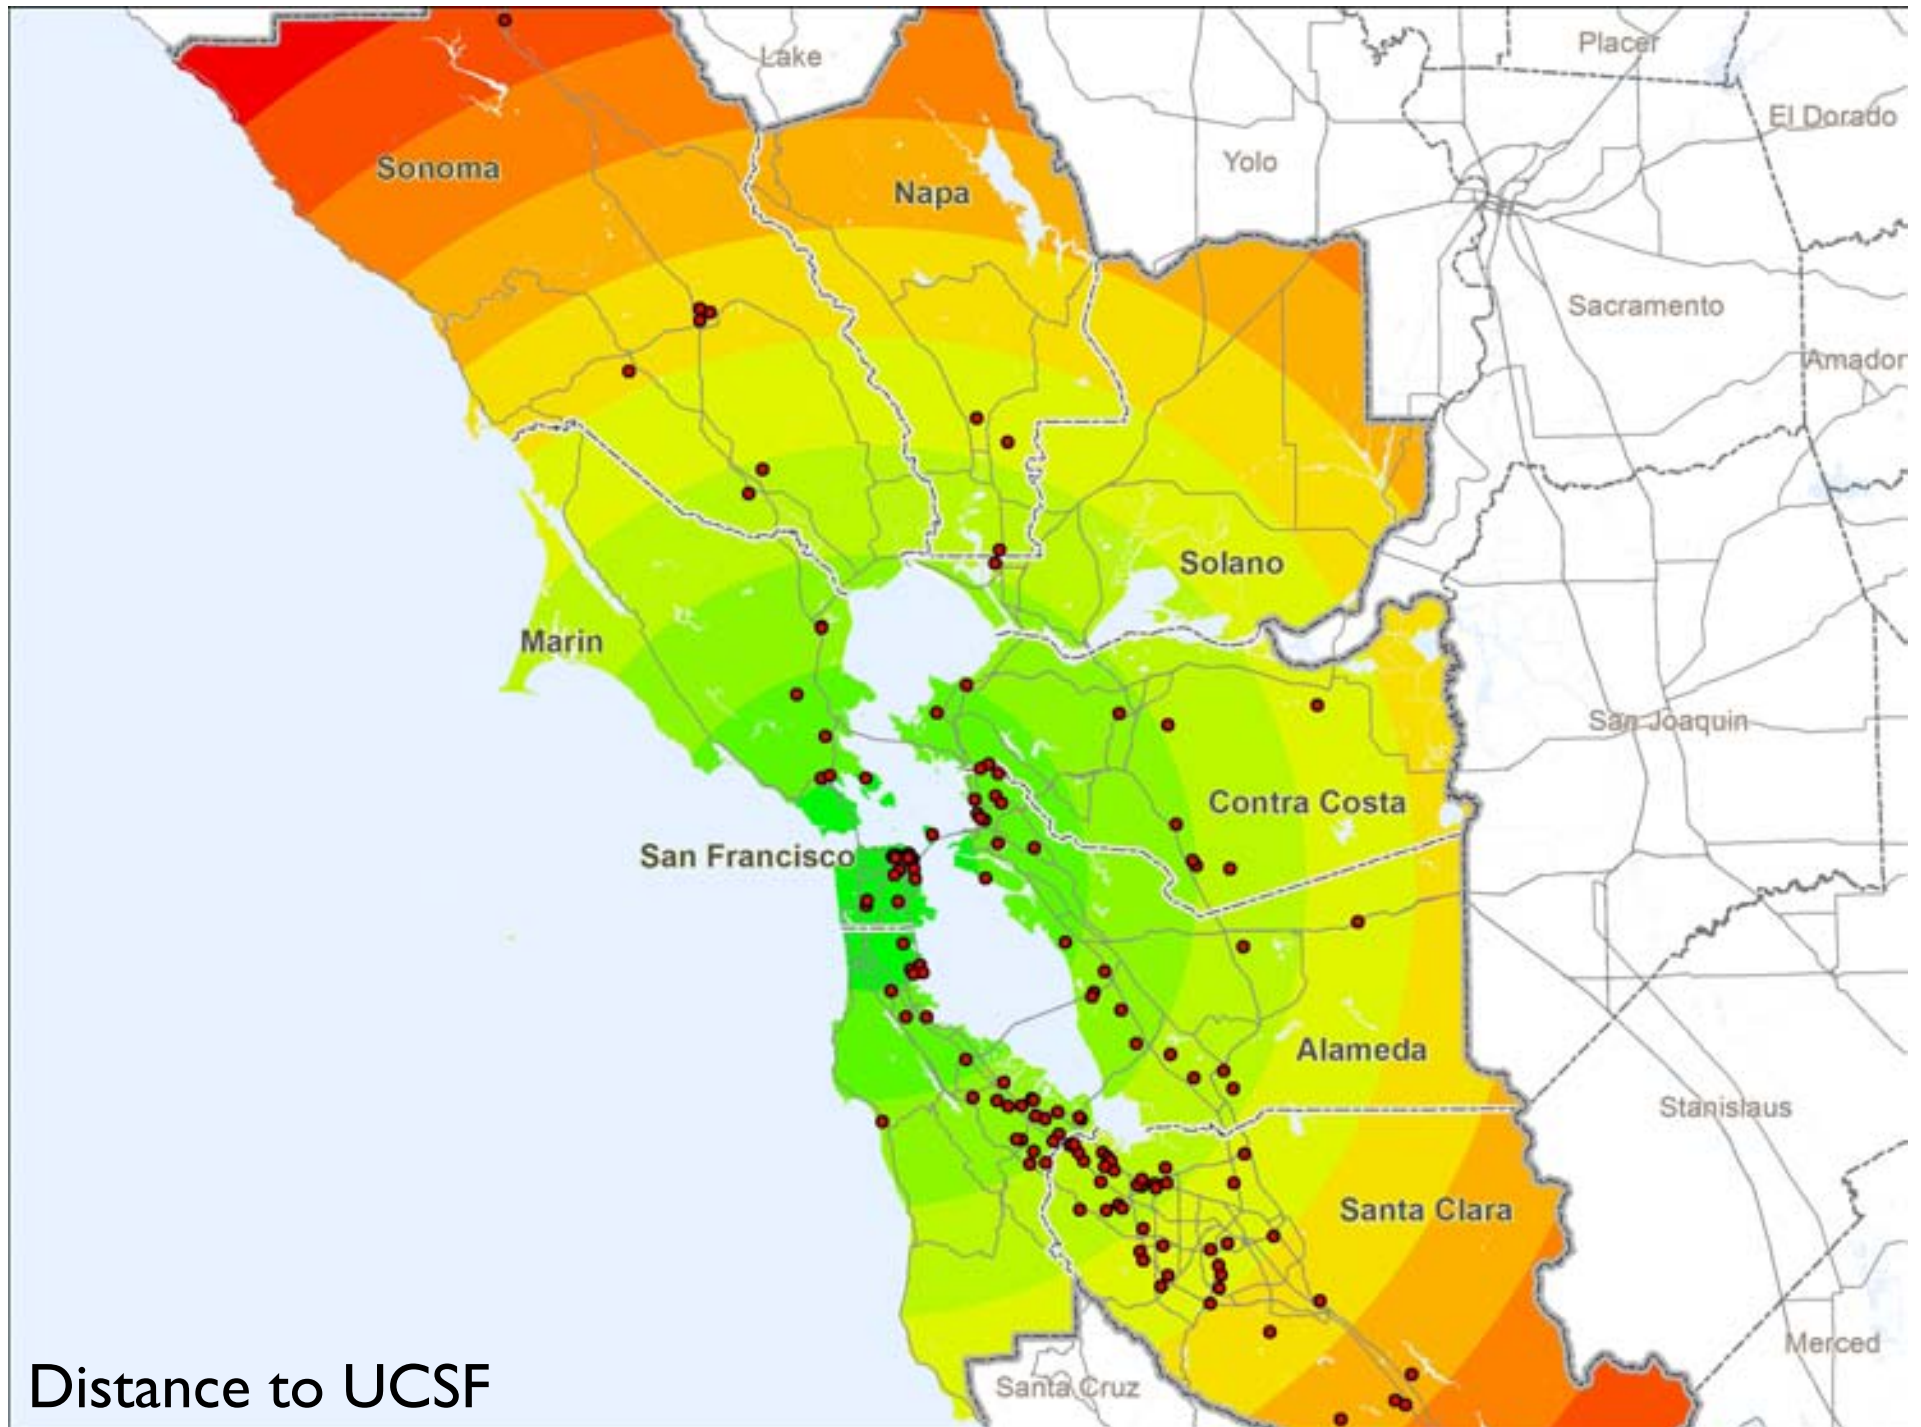 Lake
Placer
El Dorado
Sonoma
Napa
Yolo
Sacramento
Amador
Solano
Marin
San Joaquin
Contra Costa
San Francisco
Alameda
Stanislaus
Santa Clara
Merced
Santa Cruz
Distance to UCSF